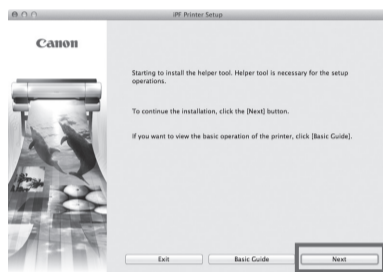 iPF Printer Setup
Canon
Starting to install the helper tool. Helper tool is necessary for the setup
operations.
To continue the installation, click the [Next] button.
If you want to view the basic operation of the printer, click [Basic Guide].
Exit
Basic Guide
Next